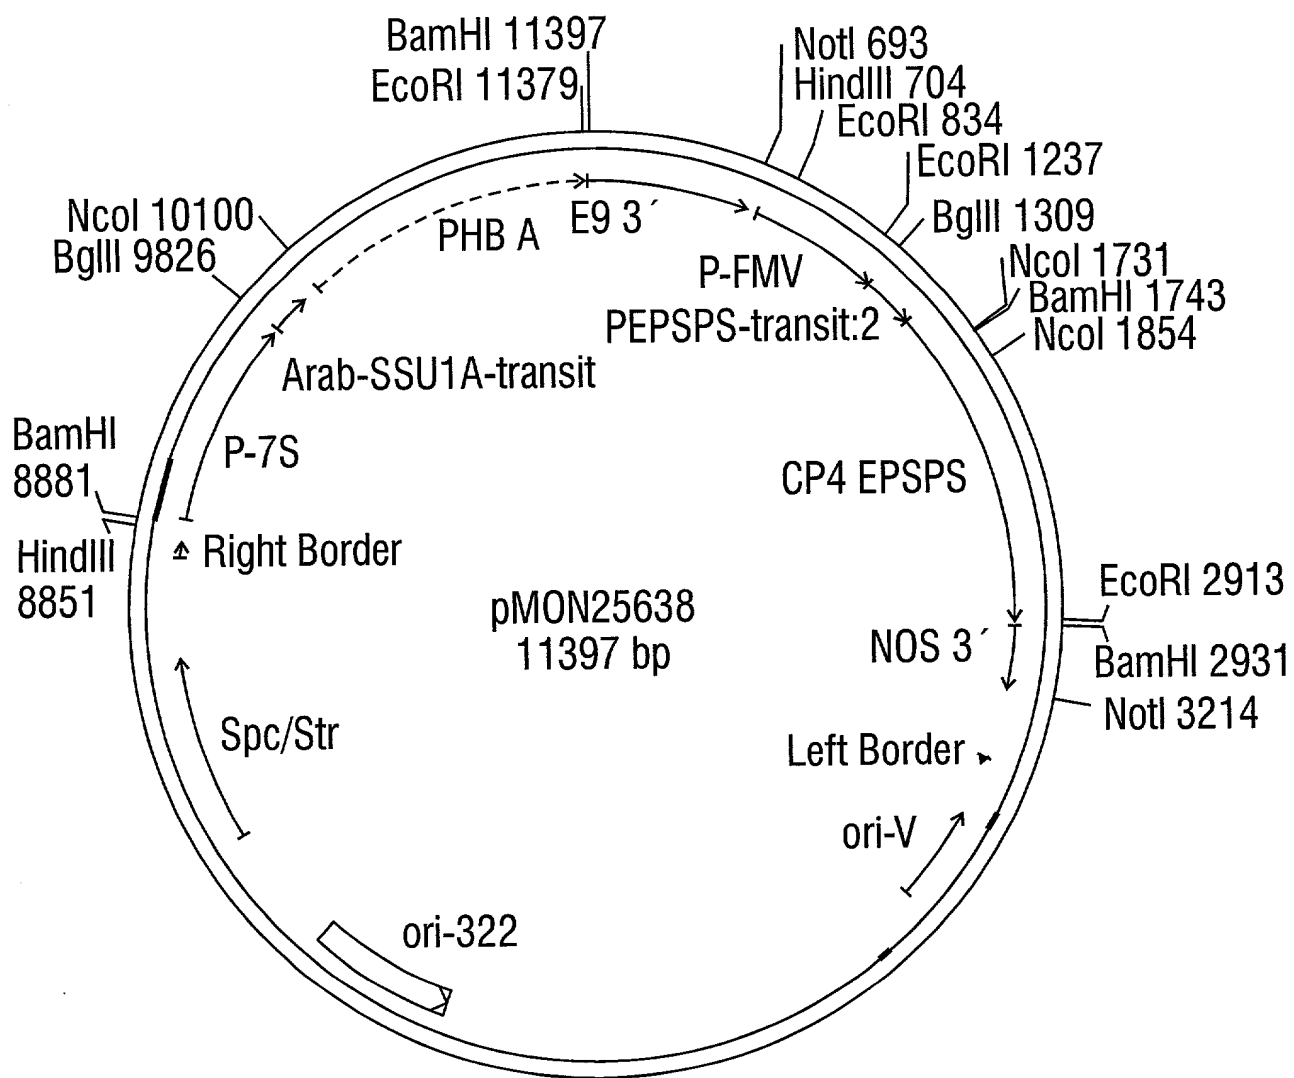 BamHI 11397
EcoRI 11379
NotI 693
HindIII 704
EcoRI 834
EcoRI 1237
BglII 1309
NcoI 1731
BamHI 1743
NcoI 1854
NcoI 10100
BglII 9826
PHB A
E9 3´
P-FMV
PEPSPS-transit:2
Arab-SSU1A-transit
P-7S
CP4 EPSPS
BamHI
8881
HindIII
8851
Right Border
pMON25638
11397 bp
EcoRI 2913
BamHI 2931
NotI 3214
NOS 3´
Left Border
Spc/Str
ori-V
ori-322